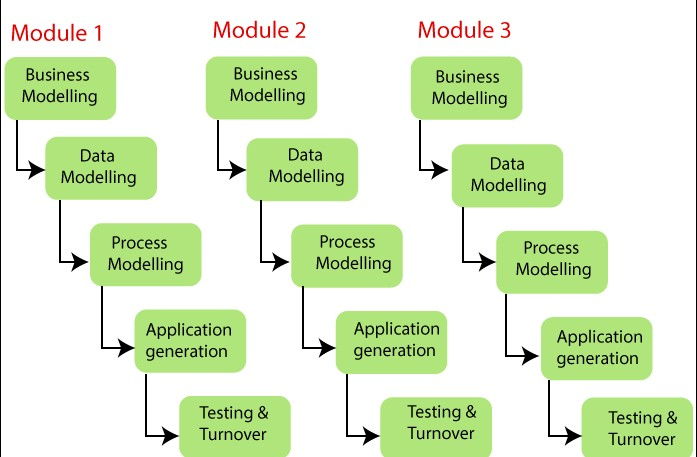 Module 1
Module 2
Module 3
Business
Modelling
Business
Modelling
Business
Modelling
Data
Modelling
Data
Modelling
Data
Modelling
Process
Modelling
Process
Modelling
Process
Modelling
Application
generation
Application
generation
Application
generation
Testing &
Turnover
Testing &
Turnover
Testing &
Turnover